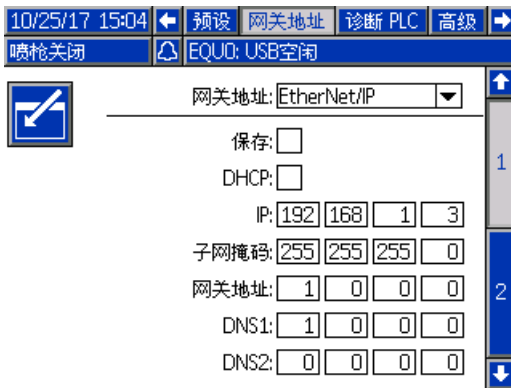 10/25/17 15:04 预设 网关地址 诊断 PLC 高级
喷枪关闭 EQU0: USB空闲
网关地址: EtherNet/IP
保存:
DHCP:
1
IP: 192 168 1 3
子网掩码: 255 255 255 0
网关地址: 1 0 0 0
2
DNS1: 1 0 0 0
DNS2: 0 0 0 0